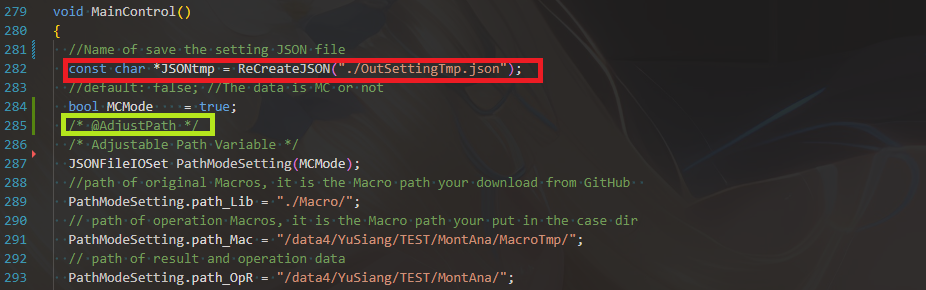 279 void MainControl()
280 {
281 //Name of save the setting JSON file
282 const char *JSONtmp = ReCreateJSON("./OutSettingTmp.json");
283 //default: false; //The data is MC or not
284 bool MCMode    = true;
285 /* @AdjustPath */
286 /* Adjustable Path Variable */
287 JSONFileIOSet PathModeSetting(MCMode);
288 //path of original Macros, it is the Macro path your download from GitHub
289 PathModeSetting.path_Lib = "./Macro/";
290 // path of operation Macros, it is the Macro path your put in the case dir
291 PathModeSetting.path_Mac = "/data4/YuSiang/TEST/MontAna/MacroTmp/";
292 // path of result and operation data
293 PathModeSetting.path_OpR = "/data4/YuSiang/TEST/MontAna/";